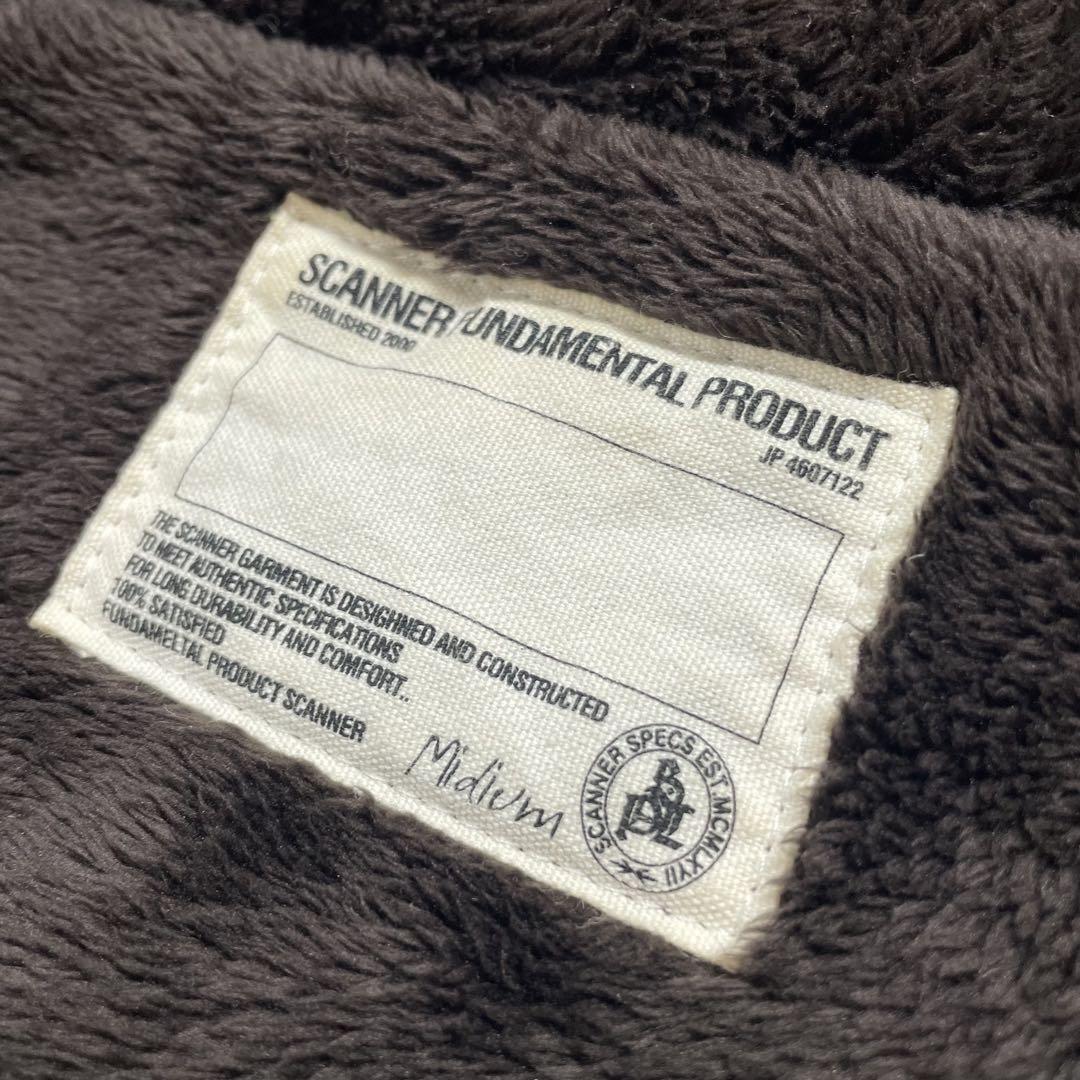 SCANNER FUNDAMENTAL PRODUCT
ESTABLISHED 2000
JP 4607122
THE SCANNER GARMENT IS DESIGHNED AND CONSTRUCTED
TO MEET AUTHENTIC SPECIFICATIONS
FOR LONG DURABILITY AND COMFORT..
100% SATISFIED
FUNDAMELTAL PRODUCT SCANNER
Midium
SCANNER SPECS EST MCMLXVII